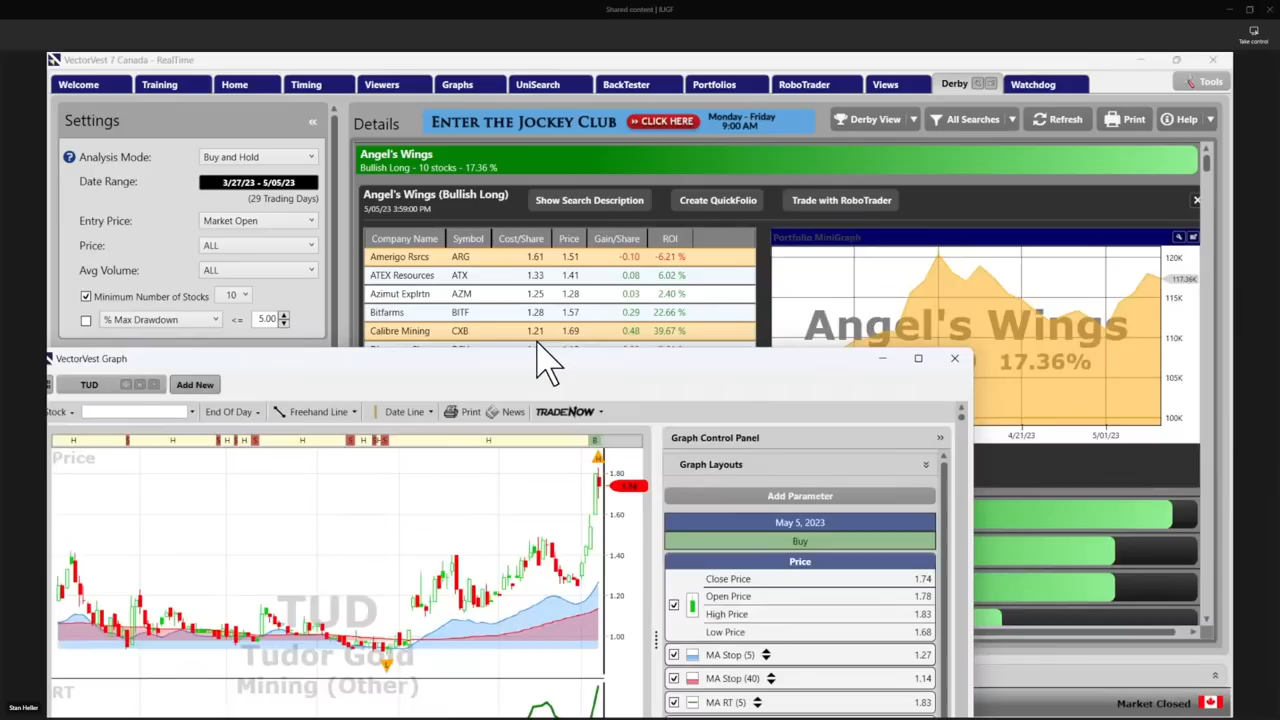 Shared content | IUGF
Take control
VectorVest 7 Canada - RealTime
Welcome Training Home Timing Viewers Graphs UniSearch BackTester Portfolios RoboTrader Views Derby Watchdog Tools
Settings «
Details
ENTER THE JOCKEY CLUB ›› CLICK HERE Monday - Friday
9:00 AM
Derby View All Searches Refresh Print Help
Analysis Mode: Buy and Hold
Date Range: 3/27/23 - 5/05/23
(29 Trading Days)
Entry Price: Market Open
Price: ALL
Avg Volume: ALL
Minimum Number of Stocks 10
% Max Drawdown <= 5.00
Angel's Wings
Bullish Long - 10 stocks - 17.36 %
Angel's Wings (Bullish Long)
5/05/23 3:59:00 PM
Show Search Description Create QuickFolio Trade with RoboTrader
Company Name Symbol Cost/Share Price Gain/Share ROI
Amerigo Rsrcs ARG 1.61 1.51 -0.10 -6.21 %
ATEX Resources ATX 1.33 1.41 0.08 6.02 %
Azimut Explrtn AZM 1.25 1.28 0.03 2.40 %
Bitfarms BITF 1.28 1.57 0.29 22.66 %
Calibre Mining CXB 1.21 1.69 0.48 39.67 %
Portfolio MiniGraph
Angel's Wings
17.36%
120K
117.36K
115K
110K
105K
100K
4/21/23 5/01/23
VectorVest Graph
TUD Add New
Stock End Of Day Freehand Line Date Line Print News TRADENOW
H S H S H S H S H S H S H B
Price
H
TUD
Tudor Gold
Mining (Other)
1.80
1.60
1.40
1.20
1.00
RT
Graph Control Panel »
Graph Layouts
Add Parameter
May 5, 2023
Buy
Price
Close Price 1.74
Open Price 1.78
High Price 1.83
Low Price 1.68
MA Stop (5) 1.27
MA Stop (40) 1.14
MA RT (5) 1.83
Market Closed
Stan Heller